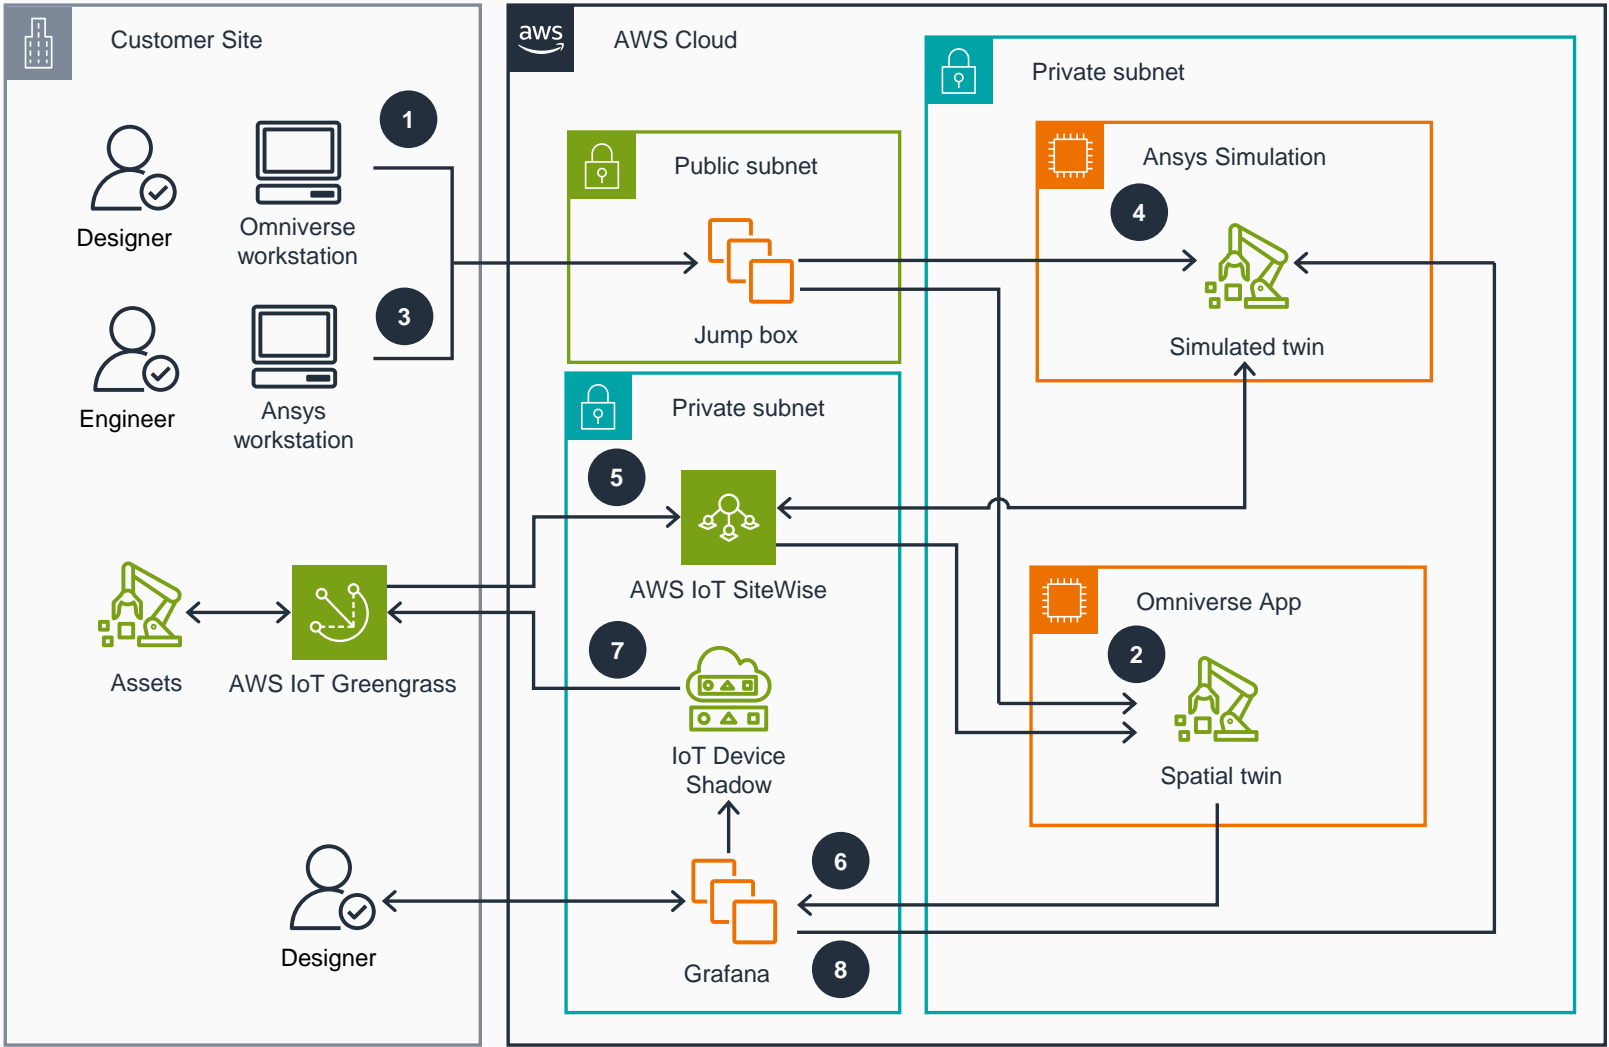 Customer Site
1
Designer
Omniverse
workstation
3
Engineer
Ansys
workstation
Assets
AWS IoT Greengrass
Designer
aws
AWS Cloud
Public subnet
Jump box
Private subnet
5
AWS IoT SiteWise
7
IoT Device
Shadow
6
Grafana
8
Private subnet
Ansys Simulation
4
Simulated twin
Omniverse App
2
Spatial twin